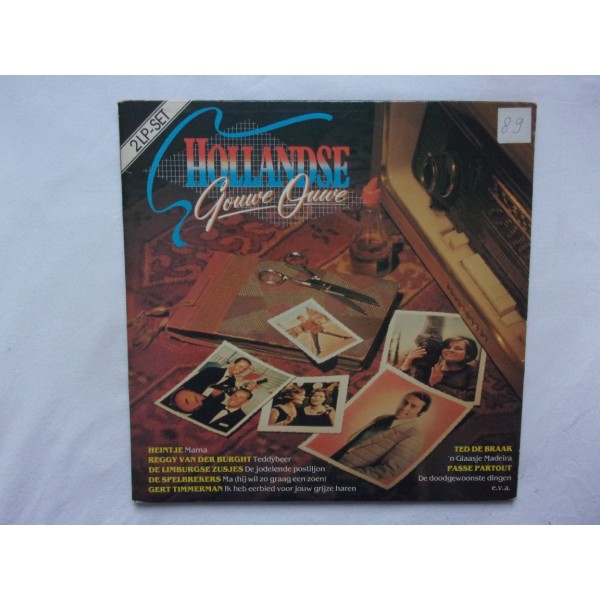 2LP-SET
89
HOLLANDSE
Gouwe Ouwe
HEINTJE Mama
REGGY VAN DER BURGHT Teddybeer
DE LIMBURGSE ZUSJES De jodelende postiljon
DE SPELBREKERS Ma (hij wil zo graag een zoen)
GERT TIMMERMAN Ik heb eerbied voor jouw grijze haren
TED DE BRAAK
'n Glaasje Madeira
PASSE PARTOUT
De doodgewoonste dingen
e.v.a.